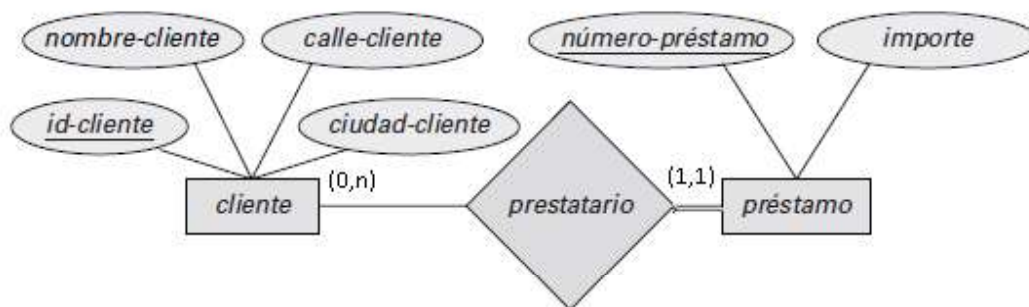 nombre-cliente
calle-cliente
número-préstamo
importe
id-cliente
ciudad-cliente
(0,n)
(1,1)
cliente
prestatario
préstamo